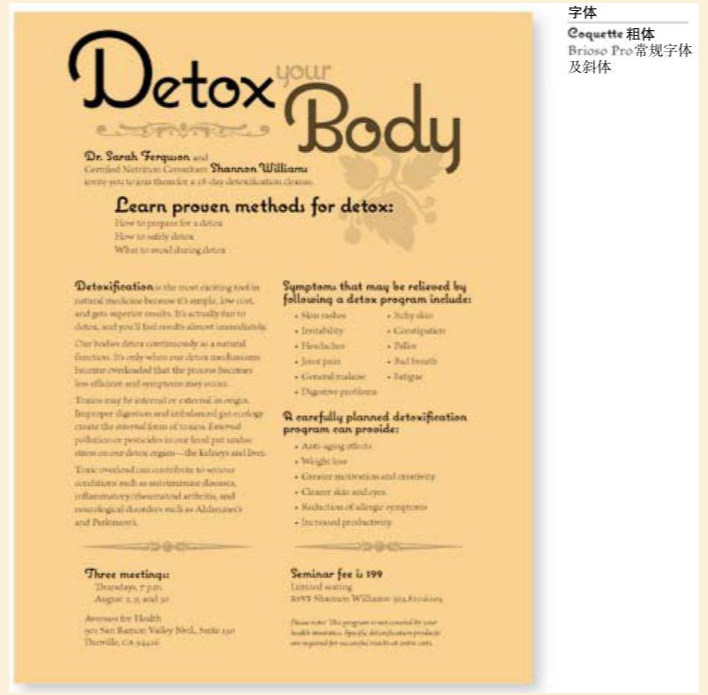 字体
Coquette 粗体
Brioso Pro常规字体
及斜体
Detox your
Body
Dr. Sarah Ferguson and
Certified Nutrition Consultant Shannon Williams
invite you to join them for a 28-day detoxification cleanse.
Learn proven methods for detox:
How to prepare for a detox
How to safely detox
What to avoid during detox
Detoxification is the most exciting tool in
natural medicine because it's simple, low cost,
and gets superior results. It's actually fun to
detox, and you'll feel results almost immediately.
Our bodies detox continuously as a natural
function. It's only when our detox mechanisms
become overloaded that the process becomes
less efficient and symptoms may occur.
Toxins may be internal or external in origin.
Improper digestion and imbalanced gut ecology
create the internal form of toxins. External
pollution or pesticides in our food put undue
stress on our detox organs—the kidneys and liver.
Toxic overload can contribute to serious
conditions such as autoimmune diseases,
inflammatory/rheumatoid arthritis, and
neurological disorders such as Alzheimer's
and Parkinson's.
Symptoms that may be relieved by
following a detox program include:
• Skin rashes
• Irritability
• Headaches
• Joint pain
• General malaise
• Digestive problems
• Itchy skin
• Constipation
• Pallor
• Bad breath
• Fatigue
A carefully planned detoxification
program can provide:
• Anti-aging effects
• Weight loss
• Greater motivation and creativity
• Clearer skin and eyes
• Reduction of allergic symptoms
• Increased productivity
Three meetings:
Thursdays, 7 p.m.
August 2, 9, and 30
Avenues for Health
901 San Ramon Valley Blvd., Suite
Danville, CA
Seminar fee is 199
Limited seating
RSVP Shannon Williams
Please note: This program is not covered by your
health insurance. Specific detoxification products
are required for successful results at extra cost.